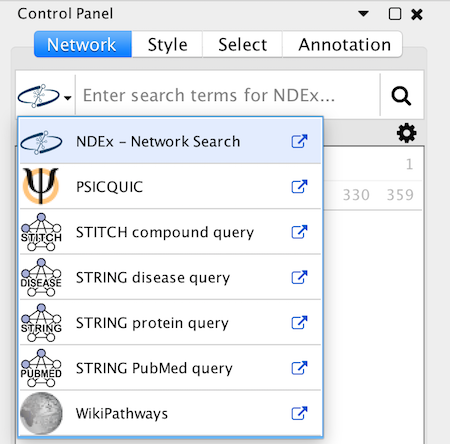 Control Panel
Network Style Select Annotation
Enter search terms for NDEx...
NDEx – Network Search
1
PSICQUIC
330 359
STITCH STITCH compound query
DISEASE STRING disease query
STRING STRING protein query
PUBMED STRING PubMed query
WikiPathways